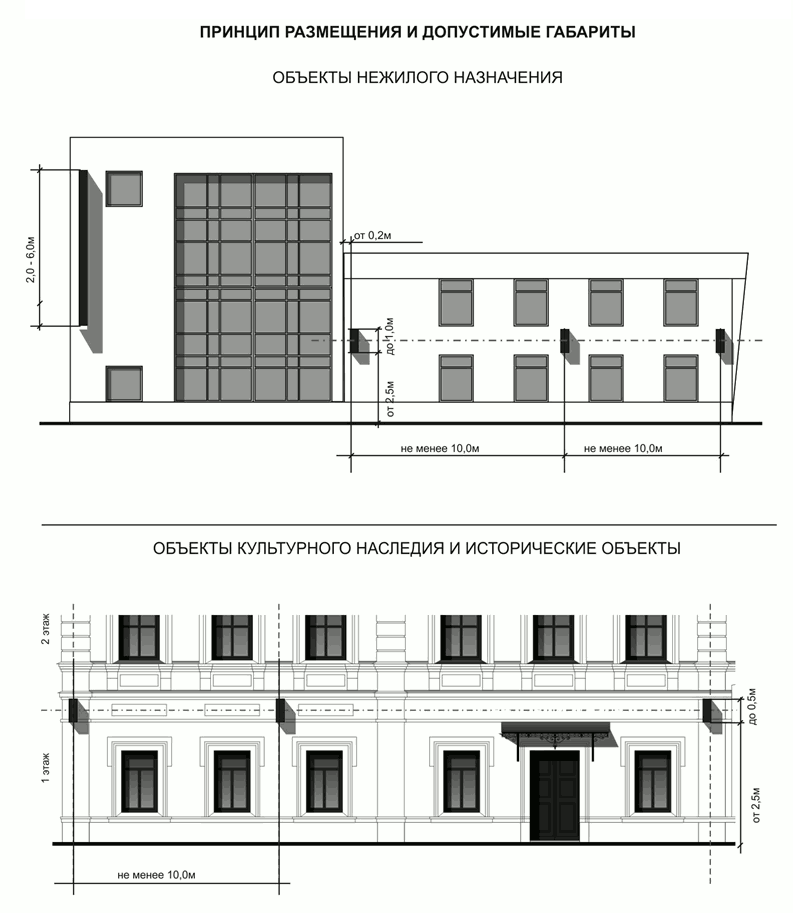 ПРИНЦИП РАЗМЕЩЕНИЯ И ДОПУСТИМЫЕ ГАБАРИТЫ
ОБЪЕКТЫ НЕЖИЛОГО НАЗНАЧЕНИЯ
2,0 - 6,0м
от 0,2м
до 1,0м
от 2,5м
не менее 10,0м
не менее 10,0м
ОБЪЕКТЫ КУЛЬТУРНОГО НАСЛЕДИЯ И ИСТОРИЧЕСКИЕ ОБЪЕКТЫ
2 этаж
1 этаж
до 0,5м
от 2,5м
не менее 10,0м